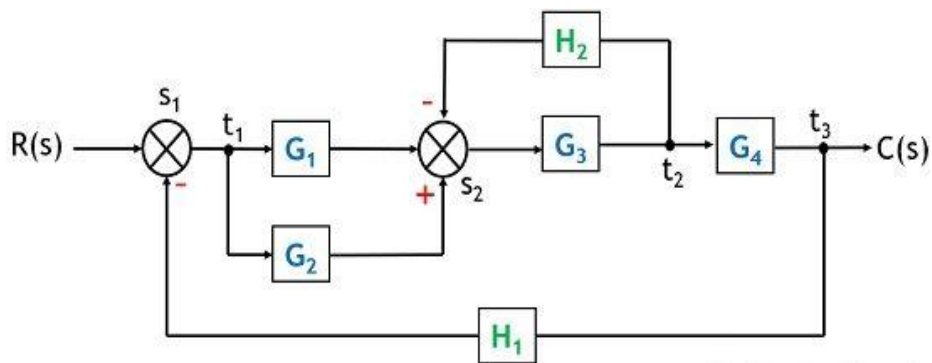 H₂
s₁
-
R(s)
t₁
G₁
G₃
G₄
t₃
C(s)
-
+
s₂
t₂
G₂
H₁